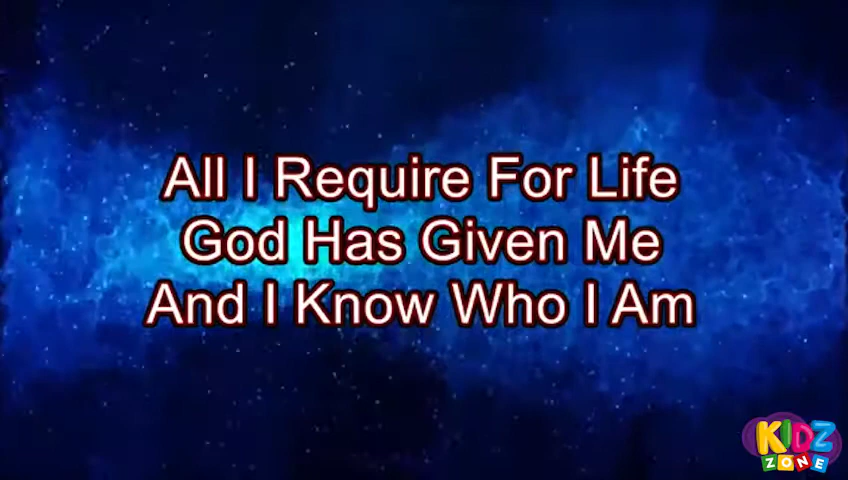 All I Require For Life
God Has Given Me
And I Know Who I Am
KIDZ
ZONE